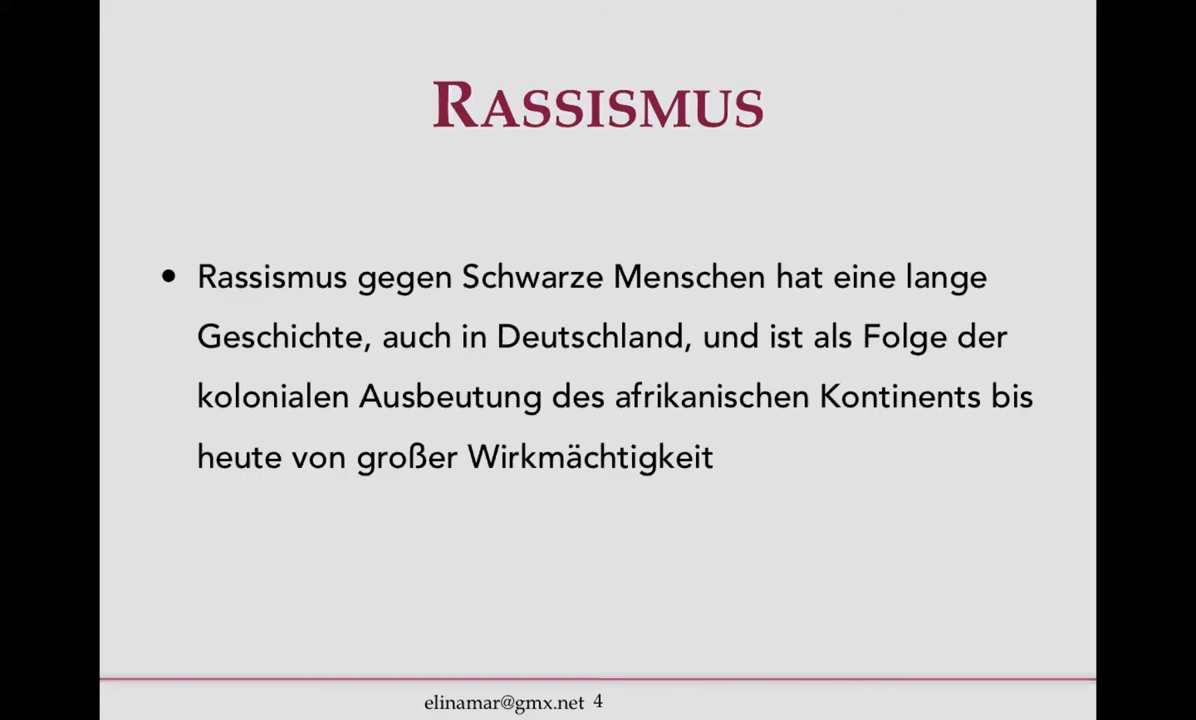 RASSISMUS
• Rassismus gegen Schwarze Menschen hat eine lange
Geschichte, auch in Deutschland, und ist als Folge der
kolonialen Ausbeutung des afrikanischen Kontinents bis
heute von großer Wirkmächtigkeit
elinamar@gmx.net 4